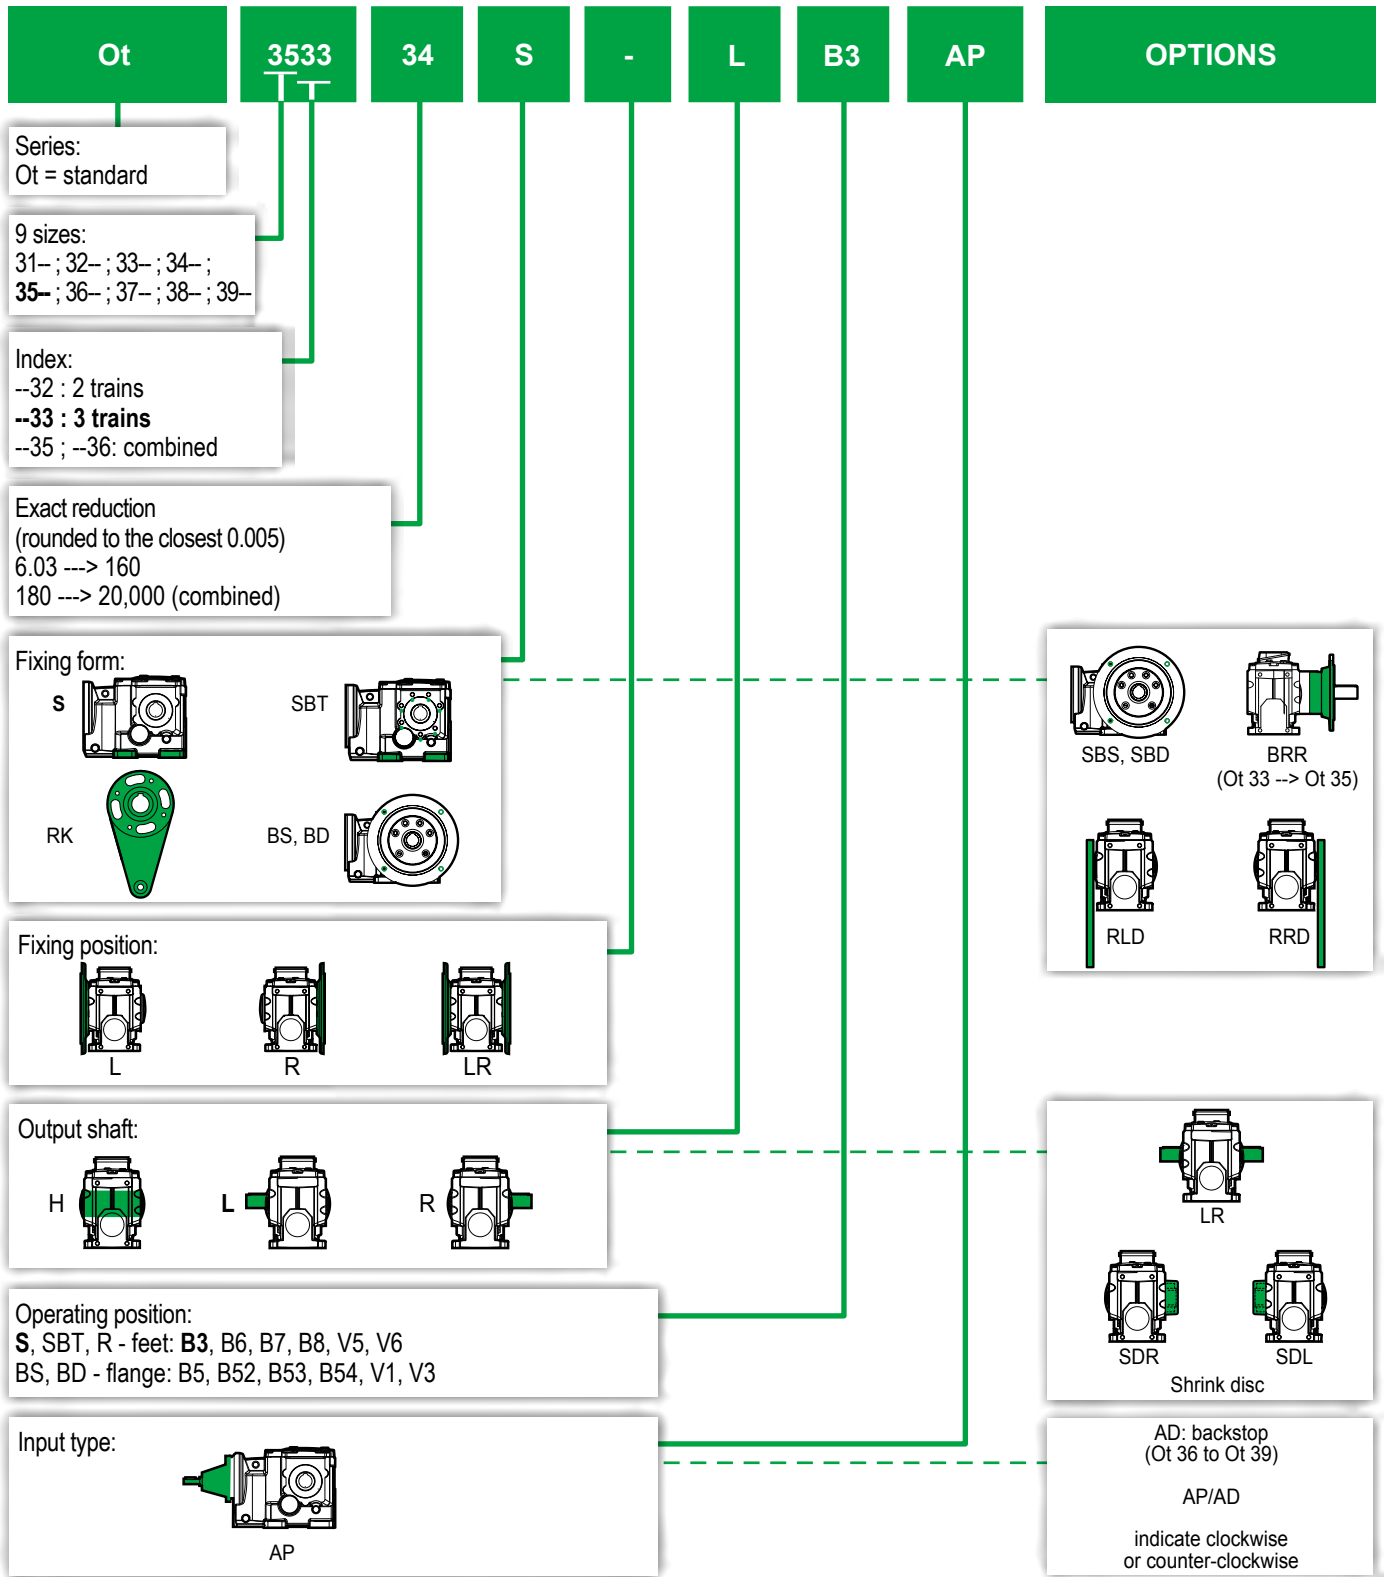 Ot 3533 34 S - L B3 AP OPTIONS
Series:
Ot = standard
9 sizes:
31-- ; 32-- ; 33-- ; 34-- ;
35-- ; 36-- ; 37-- ; 38-- ; 39--
Index:
--32 : 2 trains
--33 : 3 trains
--35 ; --36: combined
Exact reduction
(rounded to the closest 0.005)
6.03 ---> 160
180 ---> 20,000 (combined)
Fixing form:
S SBT
RK BS, BD
SBS, SBD BRR
(Ot 33 --> Ot 35)
RLD RRD
Fixing position:
L R LR
Output shaft:
H L R
LR
SDR SDL
Shrink disc
Operating position:
S, SBT, R - feet: B3, B6, B7, B8, V5, V6
BS, BD - flange: B5, B52, B53, B54, V1, V3
Input type:
AP
AD: backstop
(Ot 36 to Ot 39)
AP/AD
indicate clockwise
or counter-clockwise